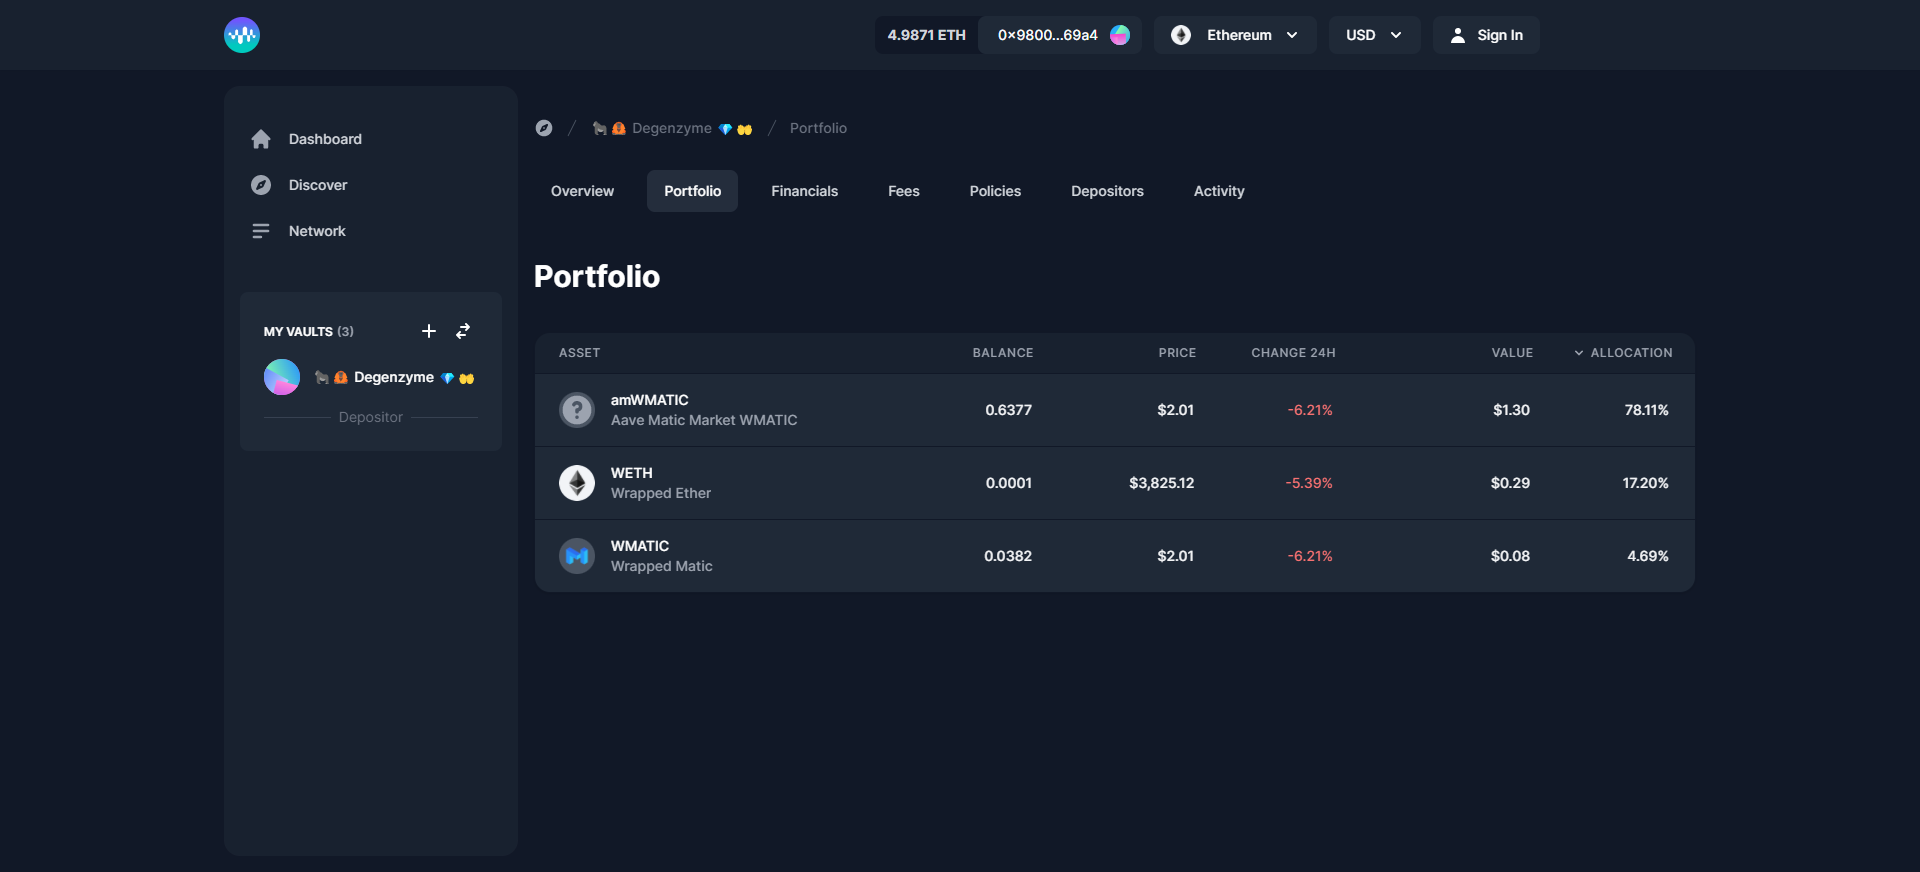 4.9871 ETH 0×9800...69a4 Ethereum USD Sign In
Dashboard
Discover
Network
MY VAULTS (3)
🦍 🦧 Degenzyme 💎 👐
Depositor
/ 🦍 🦧 Degenzyme 💎 👐 / Portfolio
Overview Portfolio Financials Fees Policies Depositors Activity
Portfolio
ASSET BALANCE PRICE CHANGE 24H VALUE ALLOCATION
amWMATIC
Aave Matic Market WMATIC
0.6377 $2.01 -6.21% $1.30 78.11%
WETH
Wrapped Ether
0.0001 $3,825.12 -5.39% $0.29 17.20%
WMATIC
Wrapped Matic
0.0382 $2.01 -6.21% $0.08 4.69%